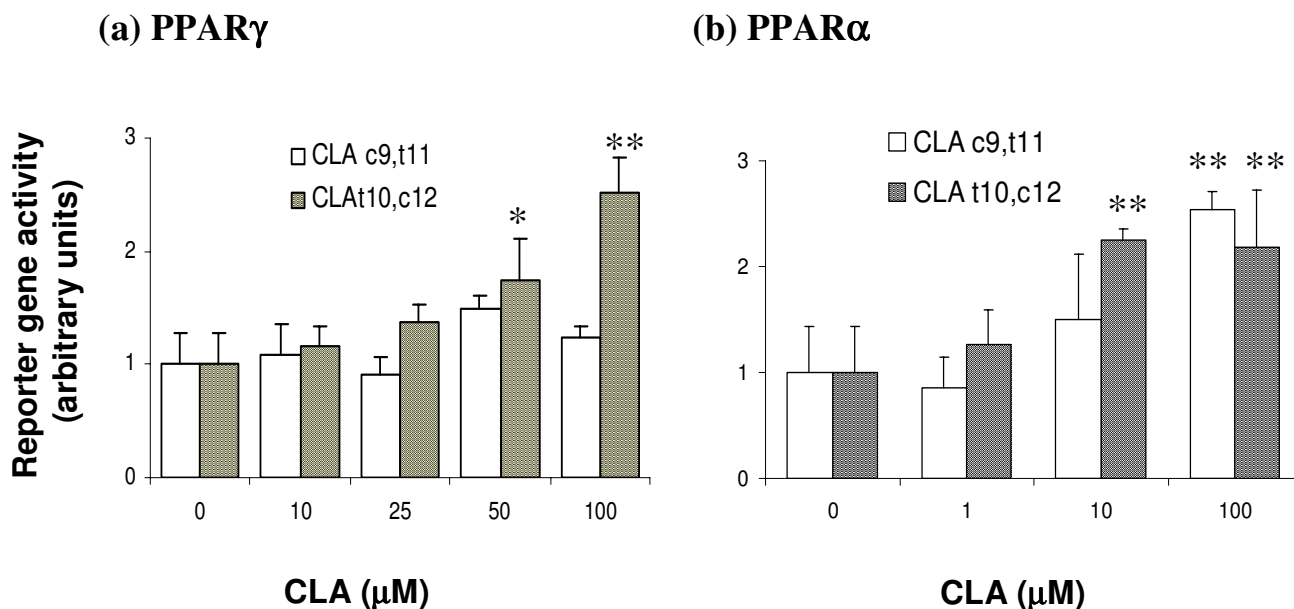 (a) PPARγ
Reporter gene activity
(arbitrary units)
3
2
1
0
CLA c9,t11
CLAt10,c12
*
**
0 10 25 50 100
CLA (μM)
(b) PPARα
3
2
1
0
CLA c9,t11
CLA t10,c12
**
** **
0 1 10 100
CLA (μM)